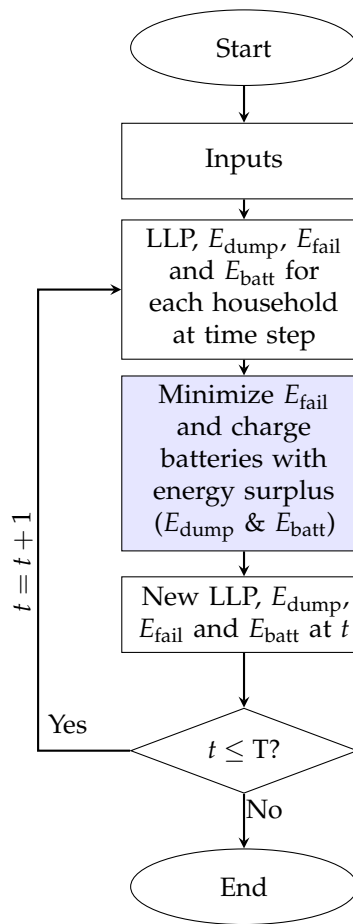 Start
Inputs
LLP, E_dump, E_fail
and E_batt for
each household
at time step
Minimize E_fail
and charge
batteries with
energy surplus
(E_dump & E_batt)
t = t + 1
New LLP, E_dump,
E_fail and E_batt at t
Yes
t ≤ T?
No
End